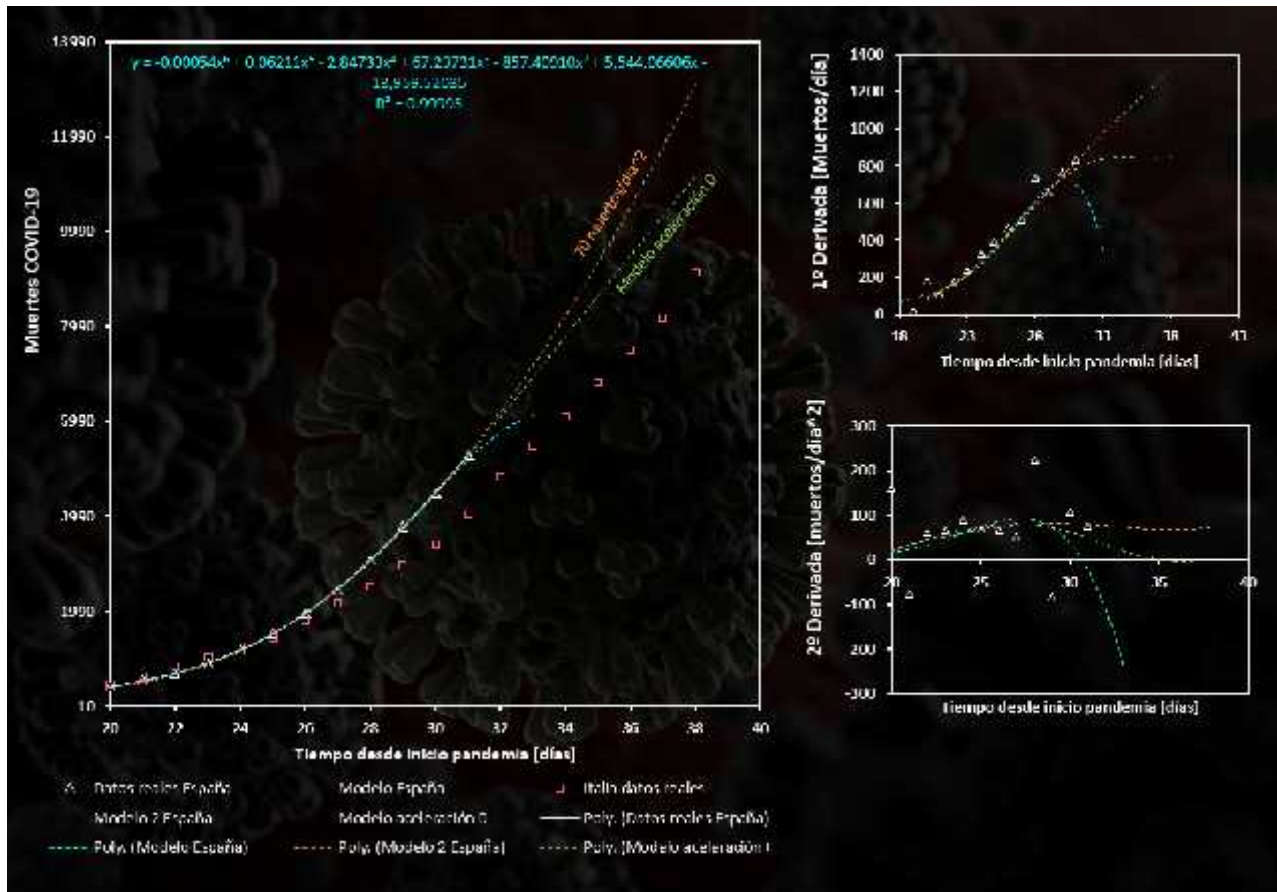 13990
11990
9990
7990
5990
3990
1990
10
Muertes COVID-19
20 22 24 26 28 30 32 34 36 38 40
Tiempo desde inicio pandemia [días]
70 muertos/día^2
Modelo aceleración 0
1º Derivada [Muertos/día]
1400
1200
1000
800
600
400
200
0
18 23 28 33 38 43
Tiempo desde inicio pandemia [días]
2º Derivada [muertos/día^2]
300
200
100
0
-100
-200
-300
20 25 30 35 40
Tiempo desde inicio pandemia [días]
Datos reales España Modelo España Italia datos reales
Modelo 2 España Modelo aceleración 0 Poly. (Datos reales España)
Poly. (Modelo España) Poly. (Modelo 2 España) Poly. (Modelo aceleración